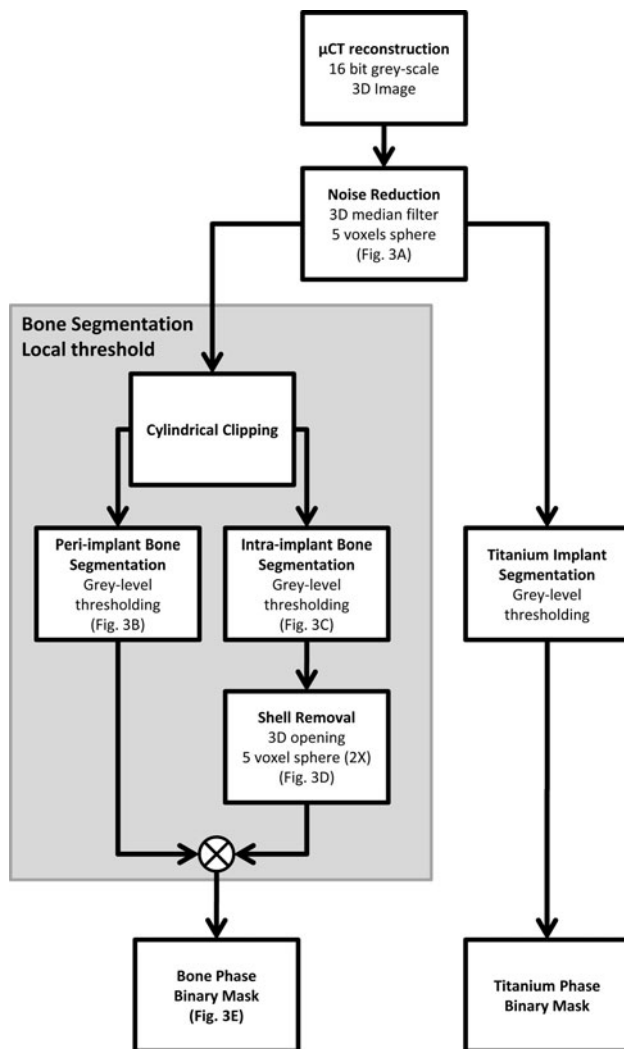 µCT reconstruction
16 bit grey-scale
3D Image
Noise Reduction
3D median filter
5 voxels sphere
(Fig. 3A)
Bone Segmentation
Local threshold
Cylindrical Clipping
Peri-implant Bone
Segmentation
Grey-level
thresholding
(Fig. 3B)
Intra-implant Bone
Segmentation
Grey-level
thresholding
(Fig. 3C)
Titanium Implant
Segmentation
Grey-level
thresholding
Shell Removal
3D opening
5 voxel sphere (2X)
(Fig. 3D)
Bone Phase
Binary Mask
(Fig. 3E)
Titanium Phase
Binary Mask